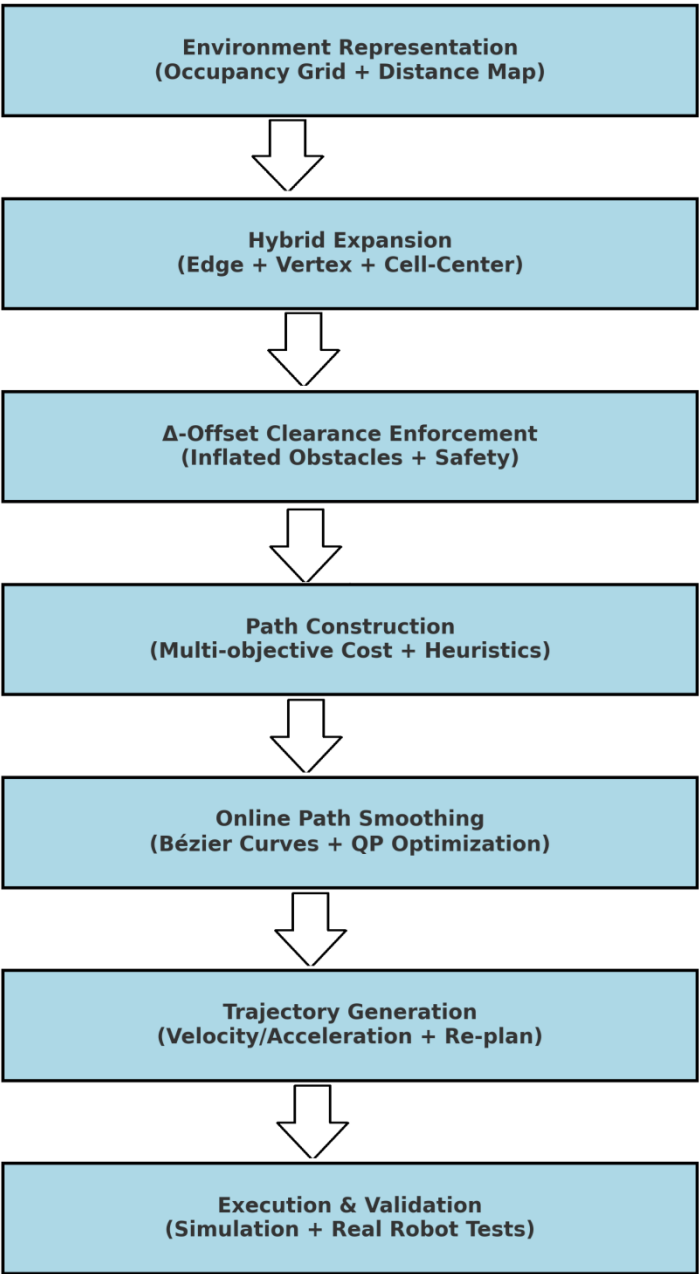 Environment Representation
(Occupancy Grid + Distance Map)
Hybrid Expansion
(Edge + Vertex + Cell-Center)
Δ-Offset Clearance Enforcement
(Inflated Obstacles + Safety)
Path Construction
(Multi-objective Cost + Heuristics)
Online Path Smoothing
(Bézier Curves + QP Optimization)
Trajectory Generation
(Velocity/Acceleration + Re-plan)
Execution & Validation
(Simulation + Real Robot Tests)